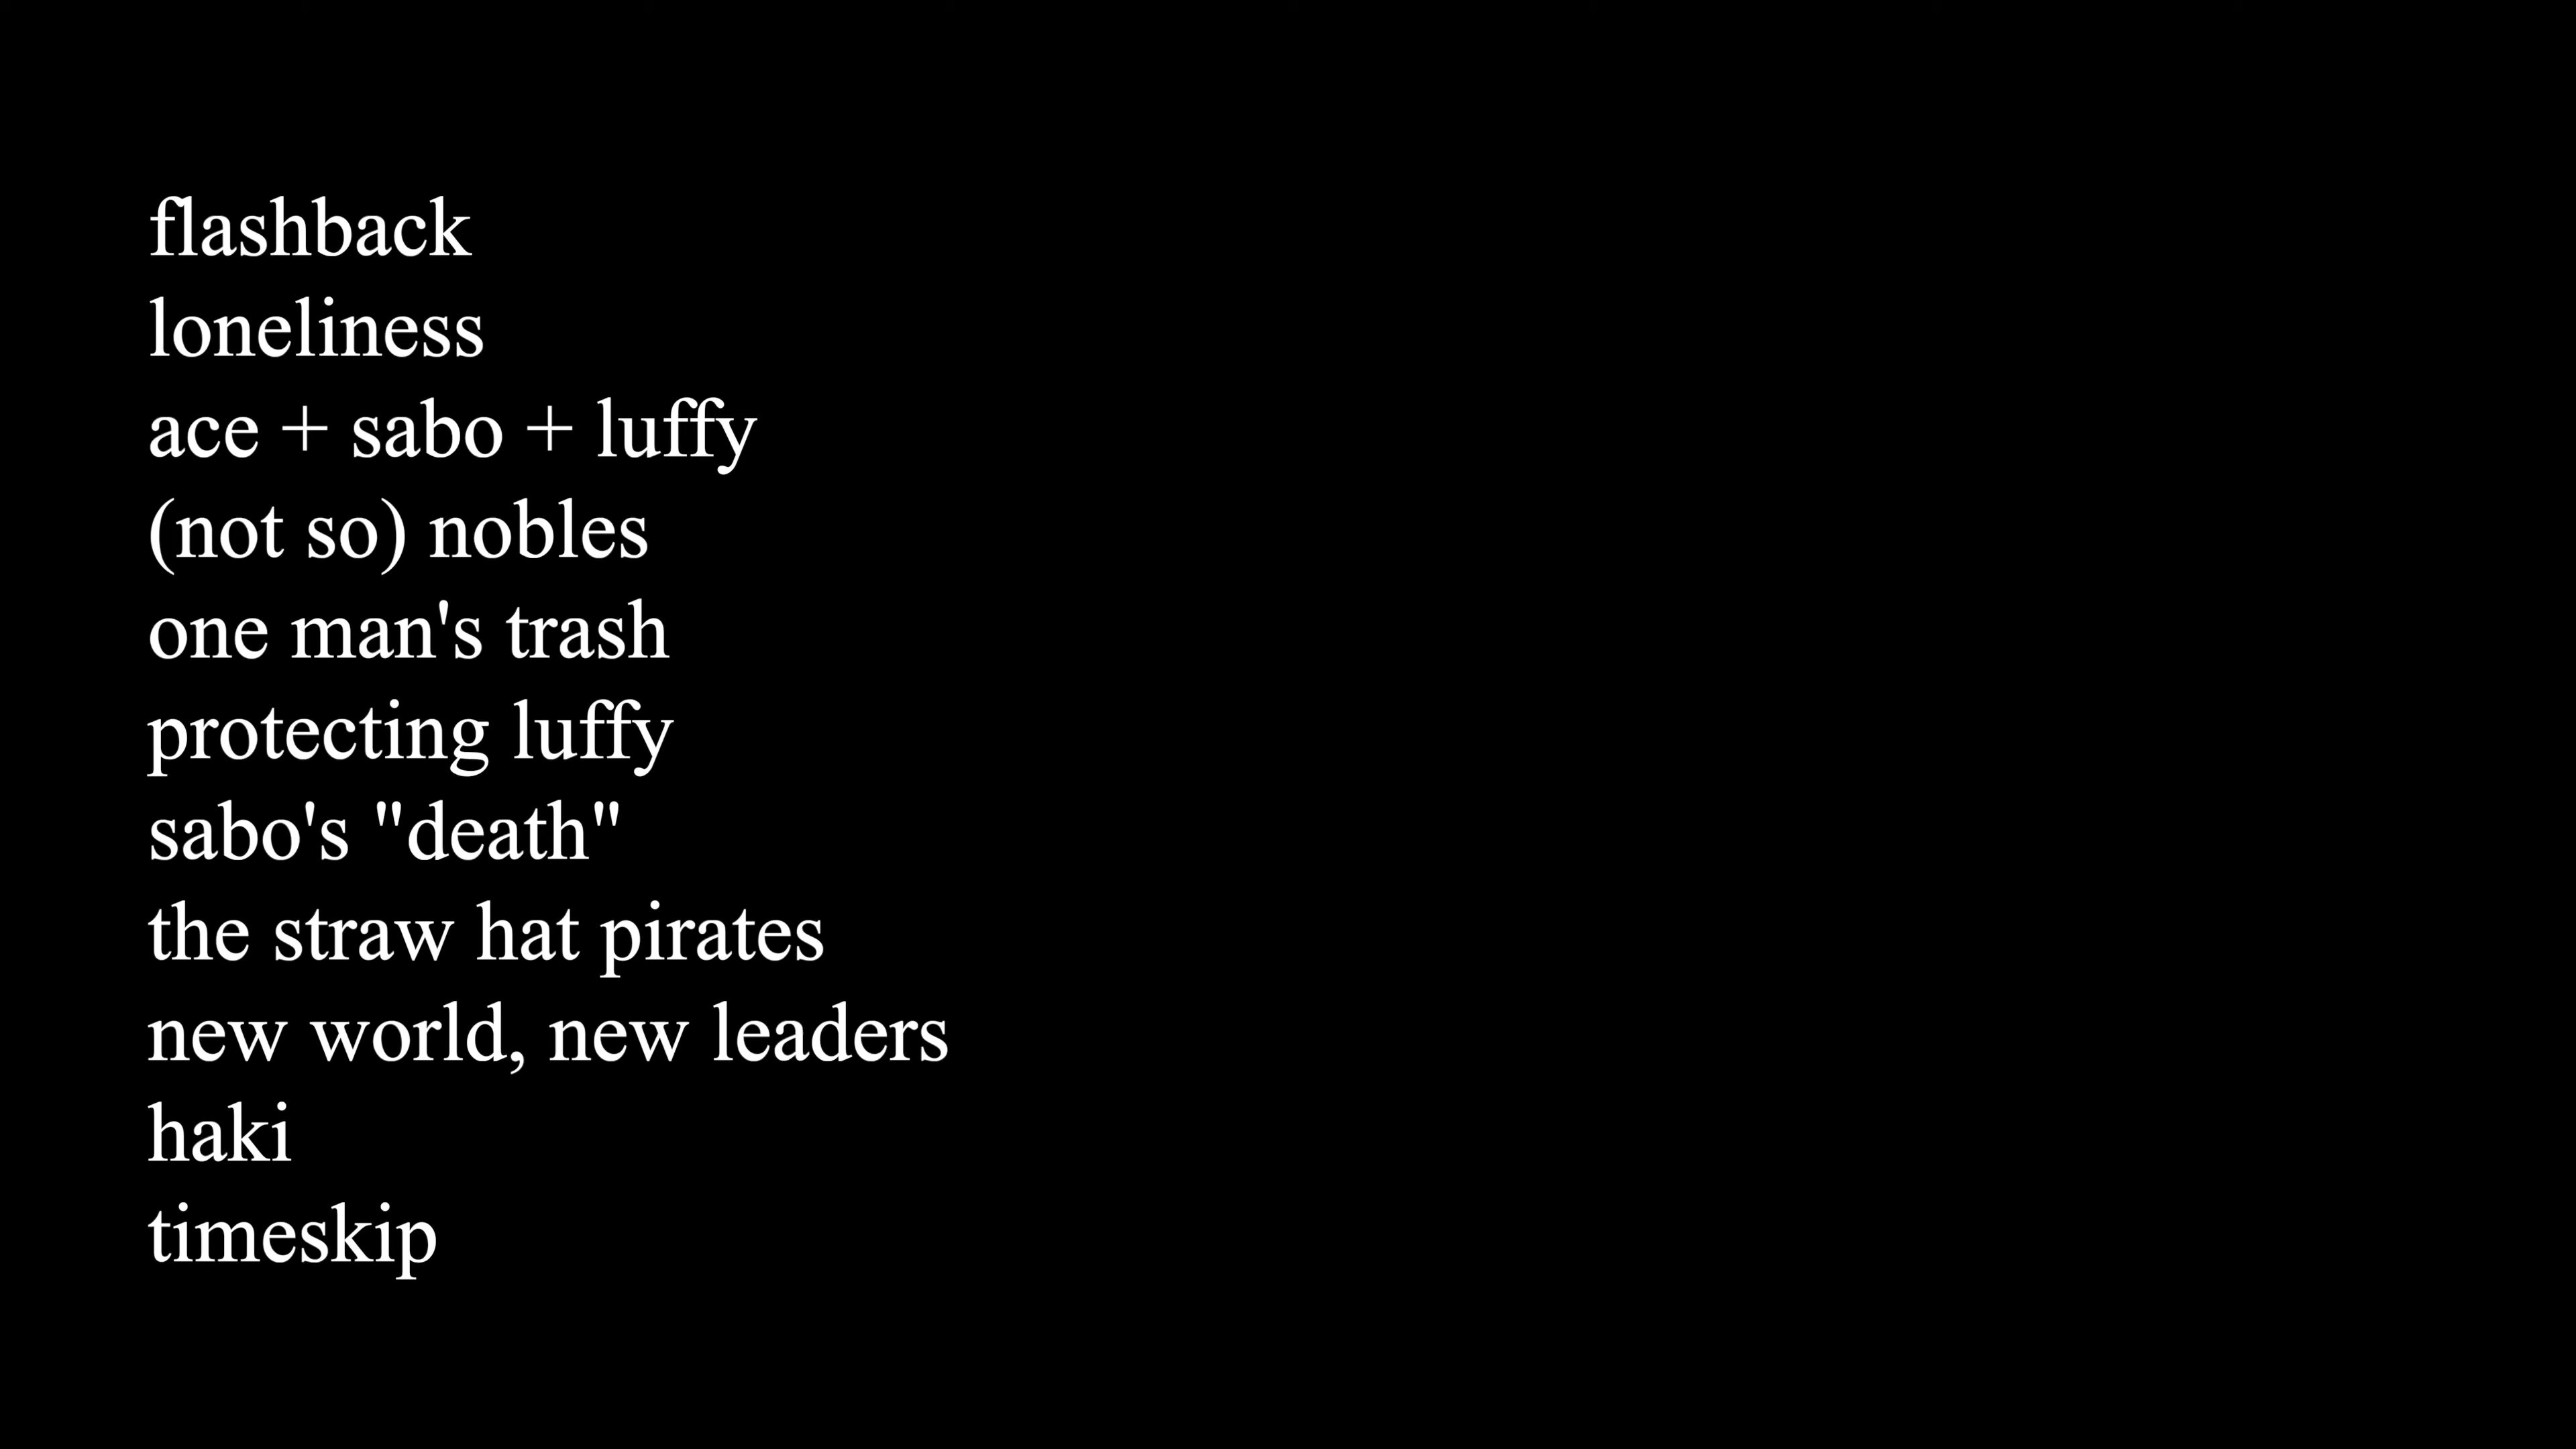 flashback
loneliness
ace + sabo + luffy
(not so) nobles
one man's trash
protecting luffy
sabo's "death"
the straw hat pirates
new world, new leaders
haki
timeskip